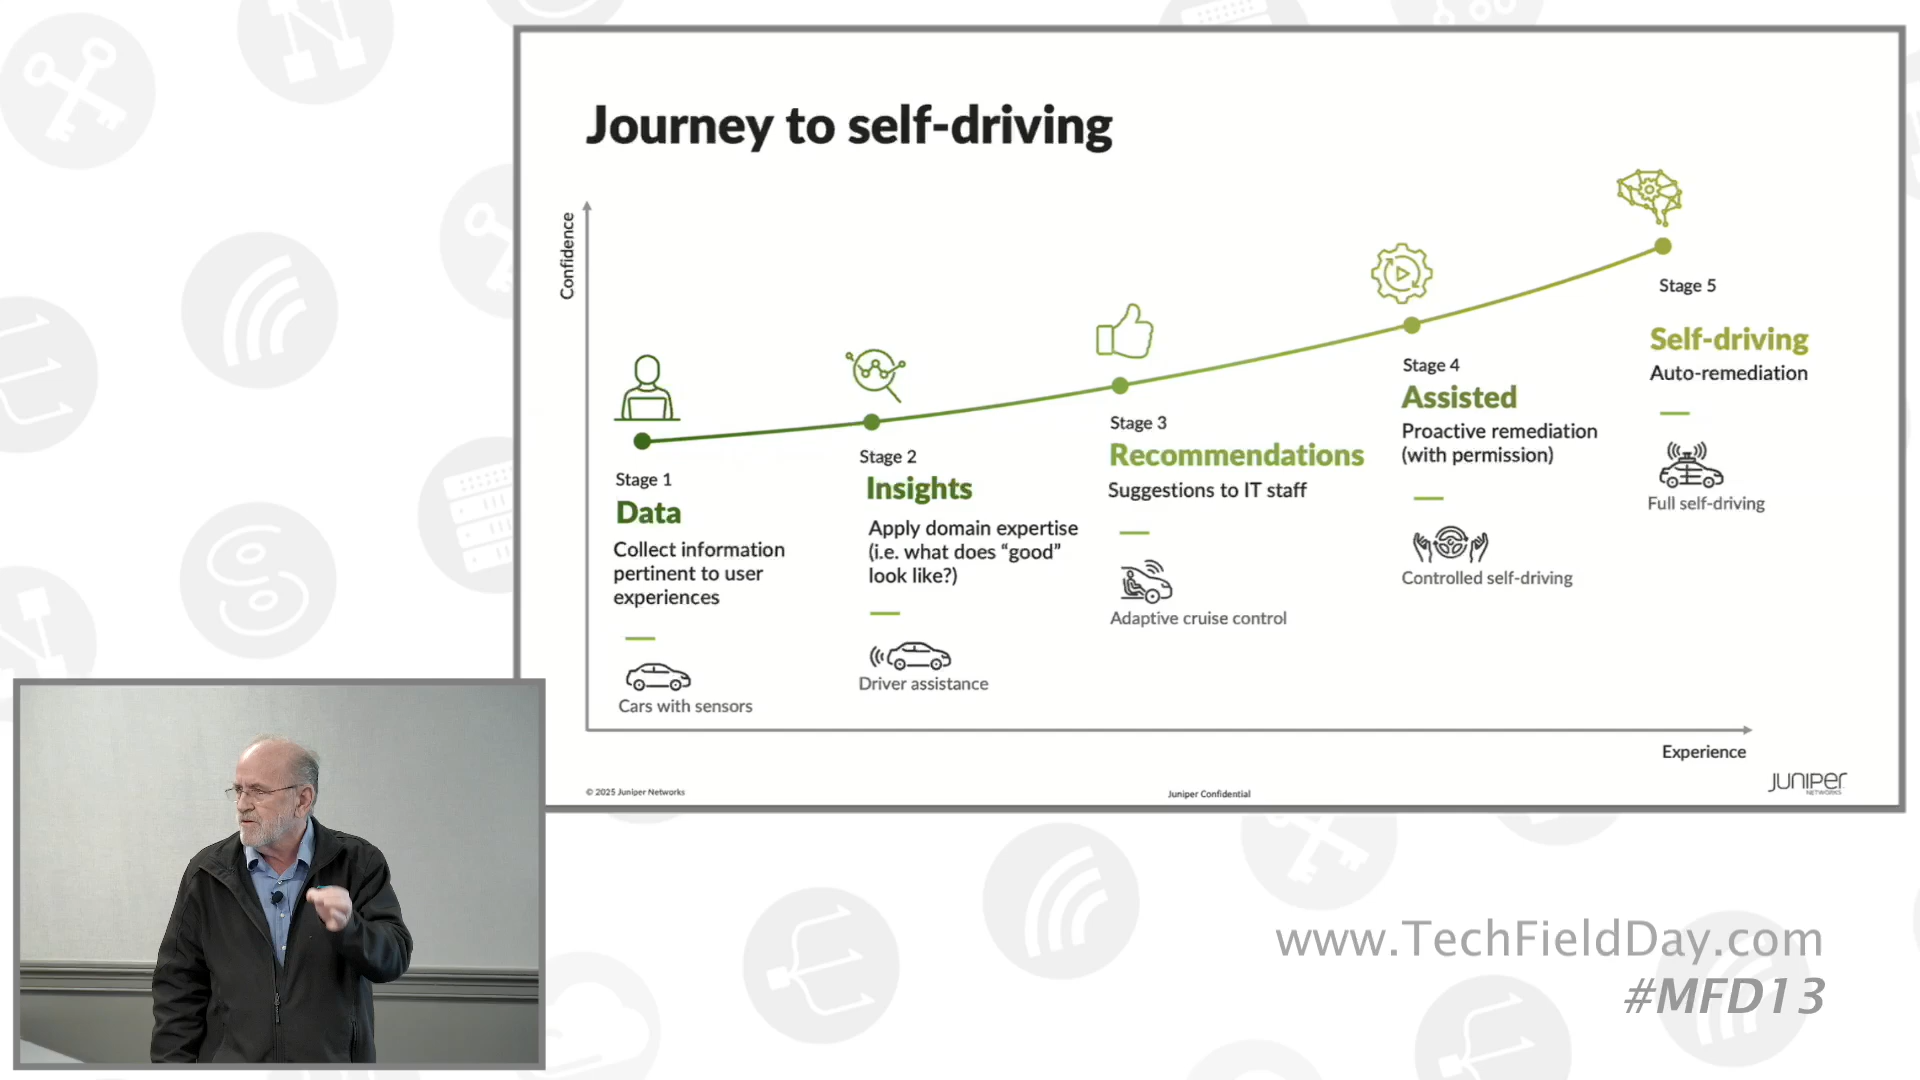 Journey to self-driving
Confidence
Stage 1
Data
Collect information
pertinent to user
experiences
Cars with sensors
Stage 2
Insights
Apply domain expertise
(i.e. what does “good”
look like?)
Driver assistance
Stage 3
Recommendations
Suggestions to IT staff
Adaptive cruise control
Stage 4
Assisted
Proactive remediation
(with permission)
Controlled self-driving
Stage 5
Self-driving
Auto-remediation
Full self-driving
Experience
© 2025 Juniper Networks
Juniper Confidential
JUNIPER
NETWORKS
www.TechFieldDay.com
#MFD13